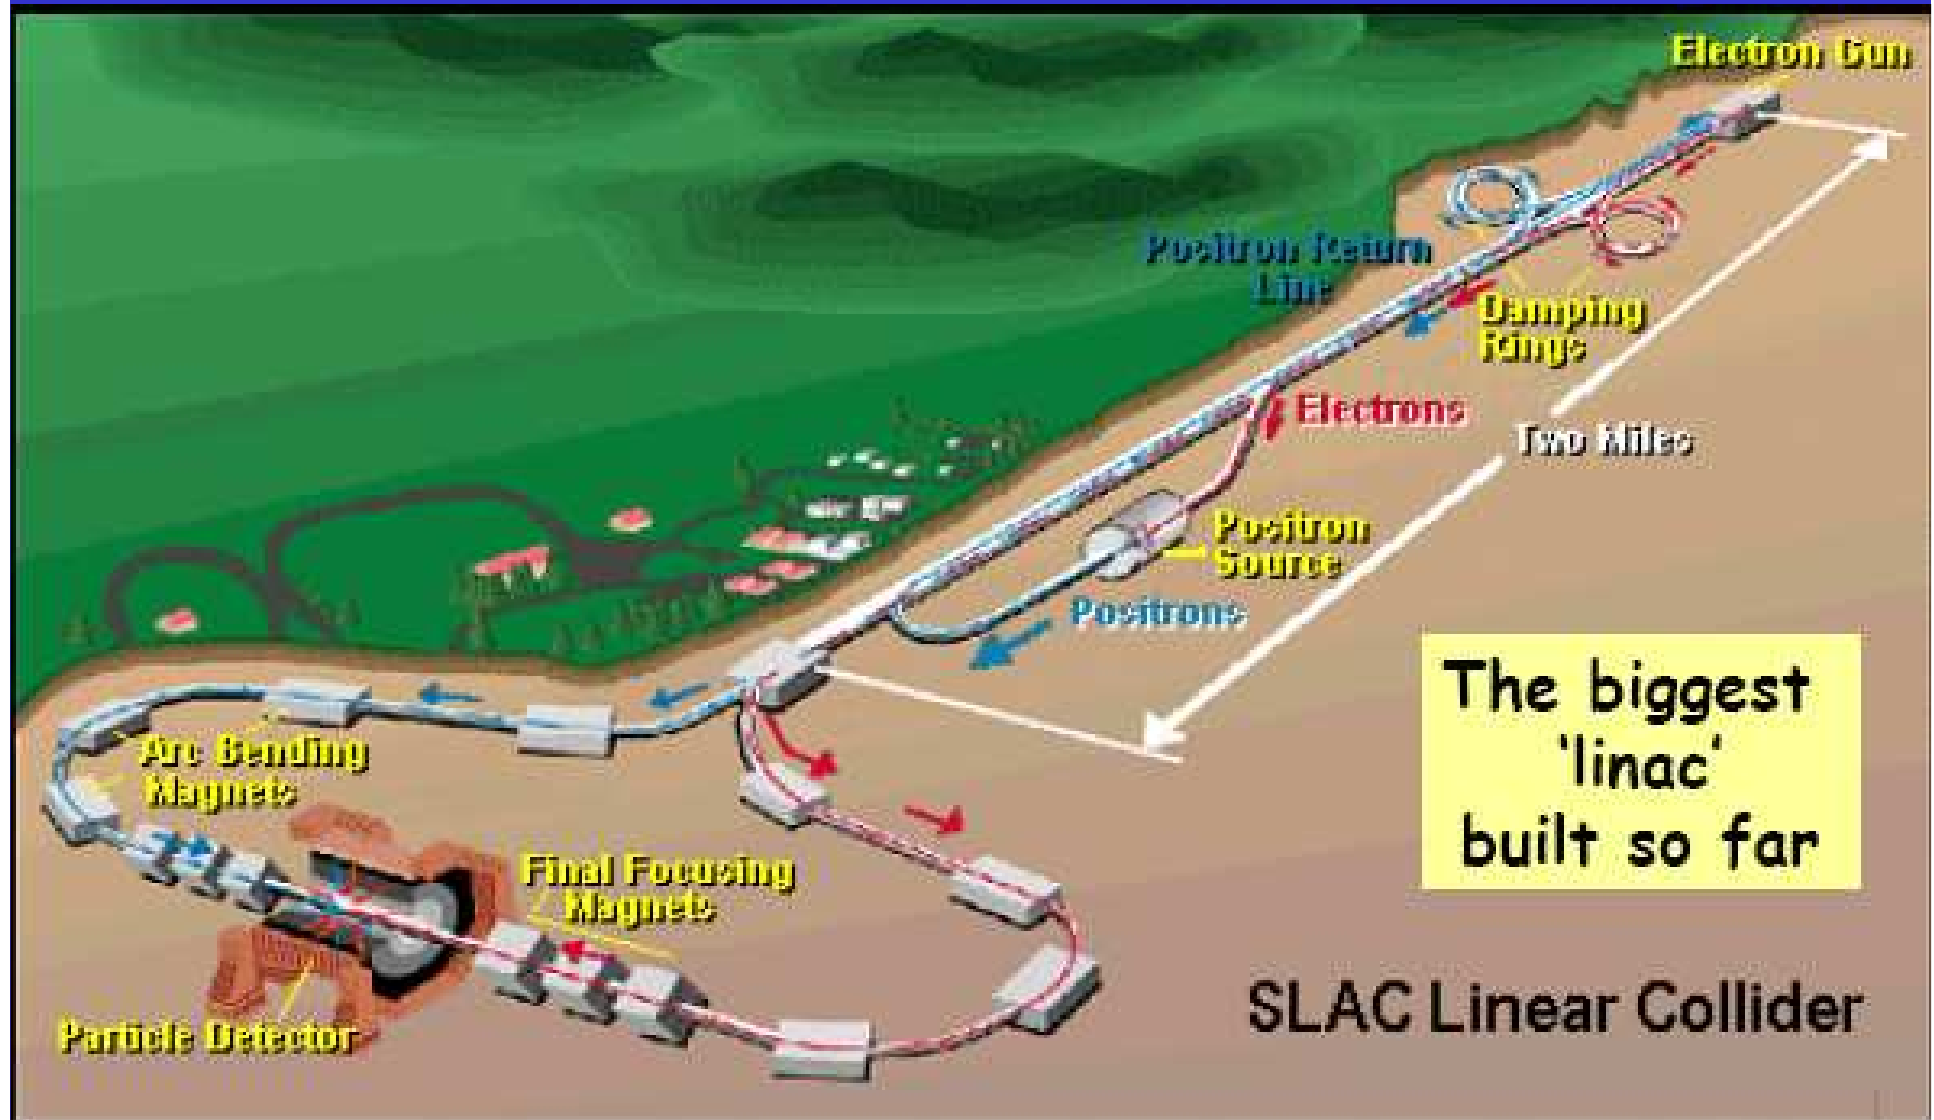 Electron Gun
Positron Return
Line
Damping
Rings
Electrons
Two Miles
Positron
Source
Positrons
Arc Bending
Magnets
Final Focusing
Magnets
Particle Detector
The biggest
'linac'
built so far
SLAC Linear Collider